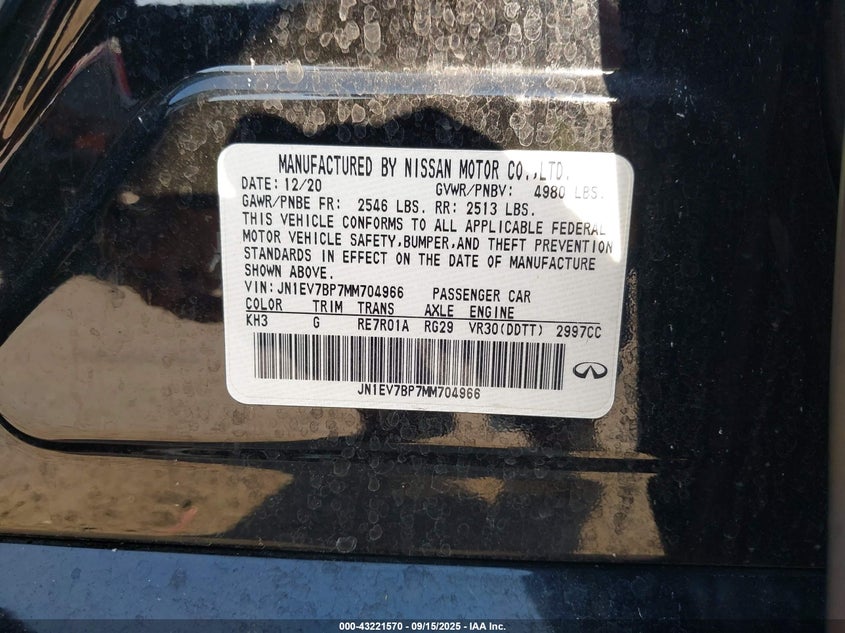 MANUFACTURED BY NISSAN MOTOR CO.,LTD.
DATE: 12/20 GVWR/PNBV: 4980 LBS.
GAWR/PNBE FR: 2546 LBS. RR: 2513 LBS.
THIS VEHICLE CONFORMS TO ALL APPLICABLE FEDERAL
MOTOR VEHICLE SAFETY,BUMPER,AND THEFT PREVENTION
STANDARDS IN EFFECT ON THE DATE OF MANUFACTURE
SHOWN ABOVE.
VIN: JN1EV7BP7MM704966 PASSENGER CAR
COLOR TRIM TRANS AXLE ENGINE
KH3 G RE7R01A RG29 VR30(DDTT) 2997CC
JN1EV7BP7MM704966
000-43221570 - 09/15/2025 - IAA Inc.